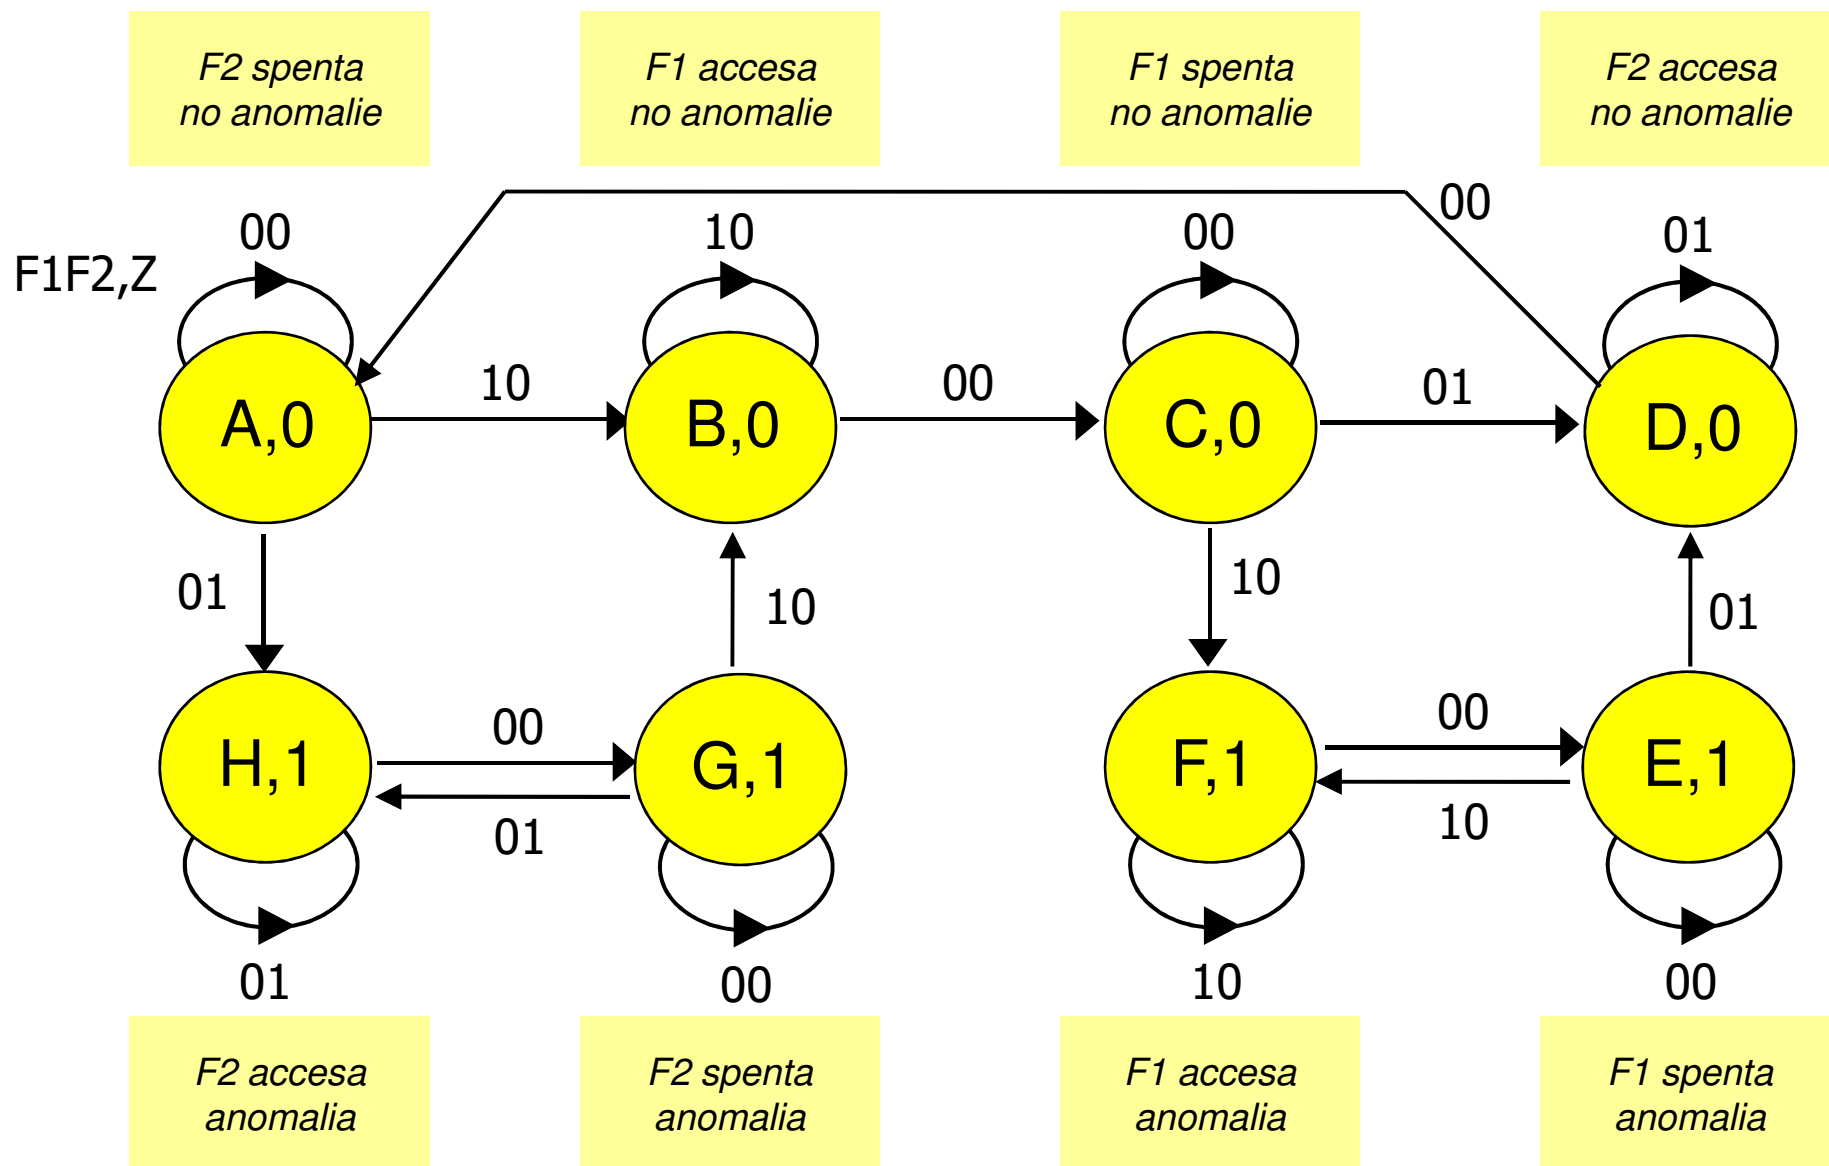 F2 spenta
no anomalie
F1 accesa
no anomalie
F1 spenta
no anomalie
F2 accesa
no anomalie
00
F1F2,Z
00
10
00
01
A,0
10
B,0
00
C,0
01
D,0
01
10
10
01
H,1
00
01
G,1
F,1
00
10
E,1
01
00
10
00
F2 accesa
anomalia
F2 spenta
anomalia
F1 accesa
anomalia
F1 spenta
anomalia